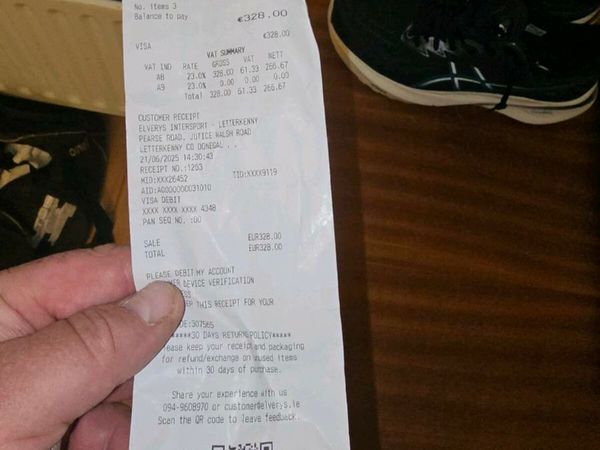 No. Items 3
Balance to pay €328.00
€328.00
VISA
VAT SUMMARY
VAT IND RATE GROSS VAT NETT
A8 23.0% 328.00 61.33 266.67
A9 23.0% 0.00 0.00 0.00
Total 328.00 61.33 266.67
CUSTOMER RECEIPT
ELVERYS INTERSPORT - LETTERKENNY
PEARSE ROAD, JUTICE WALSH ROAD
LETTERKENNY CO DONEGAL . .
21/06/2025 14:30:43
RECEIPT NO.:1253
MID:XXX26452 TID:XXXX9119
AID:A0000000031010
VISA DEBIT
XXXX XXXX XXXX 4348
PAN SEQ NO. :00
SALE EUR328.00
TOTAL EUR328.00
PLEASE DEBIT MY ACCOUNT
DEVICE VERIFICATION
THIS RECEIPT FOR YOUR
DE:307565
*****30 DAYS RETURN POLICY*****
ease keep your receip and packaging
for refund/exchange on nused items
within 30 days of purchase.
Share your experience with us
094-9608970 or customer@elverys.ie
Scan the QR code to leave feedback.